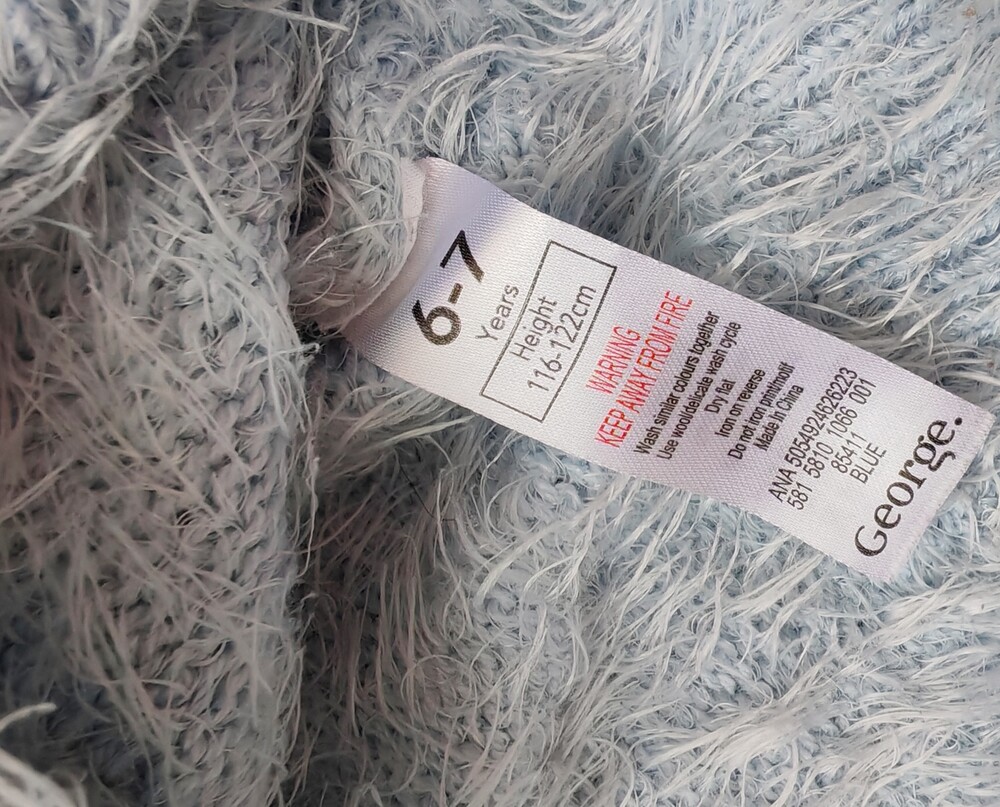 6-7
Years
Height
116-122cm
WARNING
KEEP AWAY FROM FIRE
Wash similar colours together
Use wool/delicate wash cycle
Dry flat
Iron on reverse
Do not iron print/motif
Made in China
ANA 5054924626223
581 5810 1066 001
85411
BLUE
George.